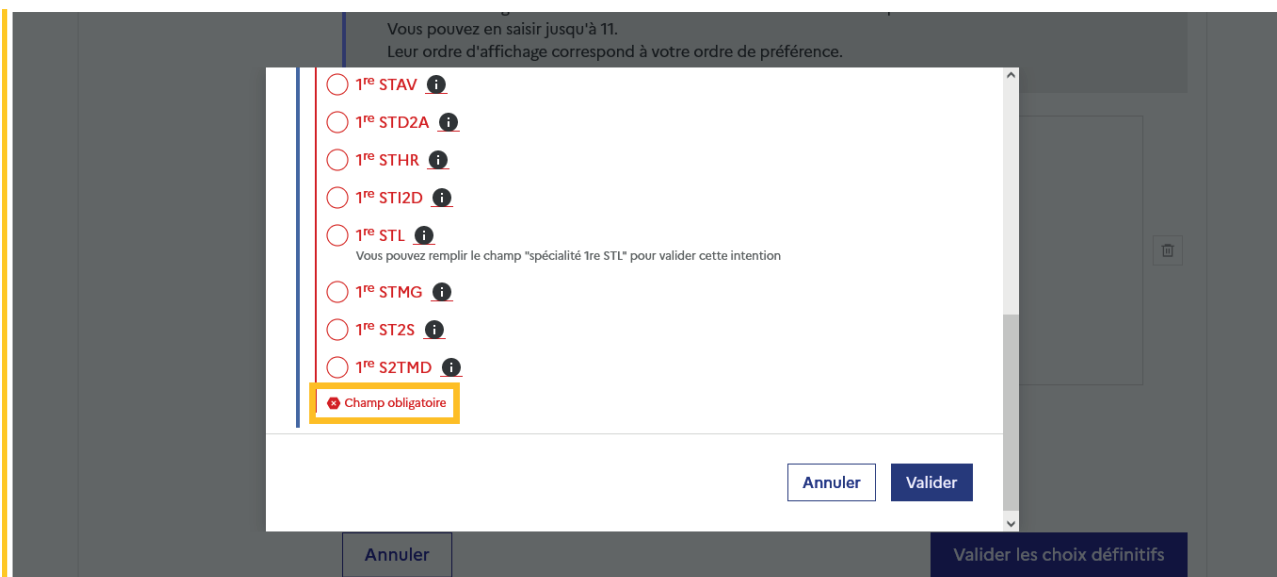 Vous pouvez en saisir jusqu'à 11.
Leur ordre d'affichage correspond à votre ordre de préférence.
1re STAV
1re STD2A
1re STHR
1re STI2D
1re STL
Vous pouvez remplir le champ "spécialité 1re STL" pour valider cette intention
1re STMG
1re ST2S
1re S2TMD
Champ obligatoire
Annuler Valider
Annuler Valider les choix définitifs